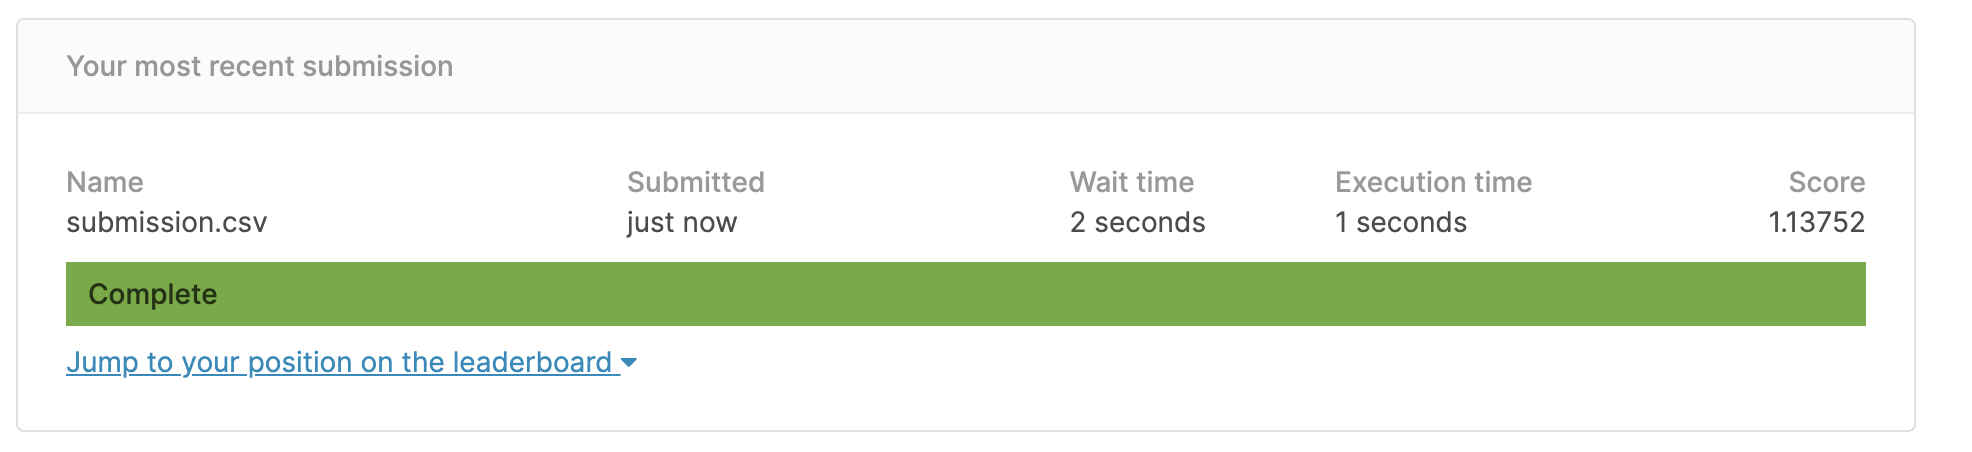 Your most recent submission
Name Submitted Wait time Execution time Score
submission.csv just now 2 seconds 1 seconds 1.13752
Complete
Jump to your position on the leaderboard